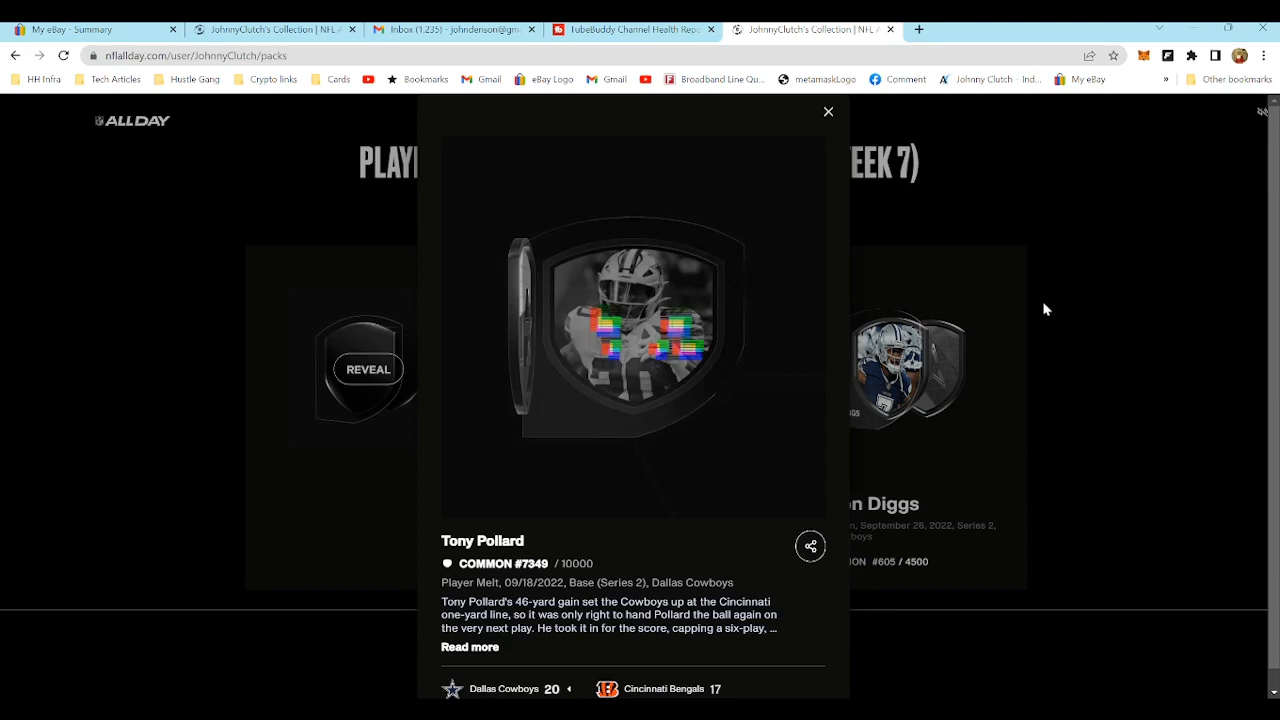 My eBay - Summary
JohnnyClutch's Collection | NFL A
Inbox (1,235) - johndenson@gm
TubeBuddy Channel Health Repo
JohnnyClutch's Collection | NFL A
nflallday.com/user/JohnnyClutch/packs
HH Infra
Tech Articles
Hustle Gang
Crypto links
Cards
Bookmarks
Gmail
eBay Logo
Gmail
Broadband Line Qu...
metamaskLogo
Comment
Johnny Clutch - Ind...
My eBay
»
Other bookmarks
ALL DAY
PLAY
EEK 7)
REVEAL
Tony Pollard
COMMON #7349 / 10000
Player Melt, 09/18/2022, Base (Series 2), Dallas Cowboys
Tony Pollard's 46-yard gain set the Cowboys up at the Cincinnati
one-yard line, so it was only right to hand Pollard the ball again on
the very next play. He took it in for the score, capping a six-play, ...
Read more
Dallas Cowboys 20
Cincinnati Bengals 17
GS
n Diggs
n, September 26, 2022, Series 2,
boys
ON #605 / 4500